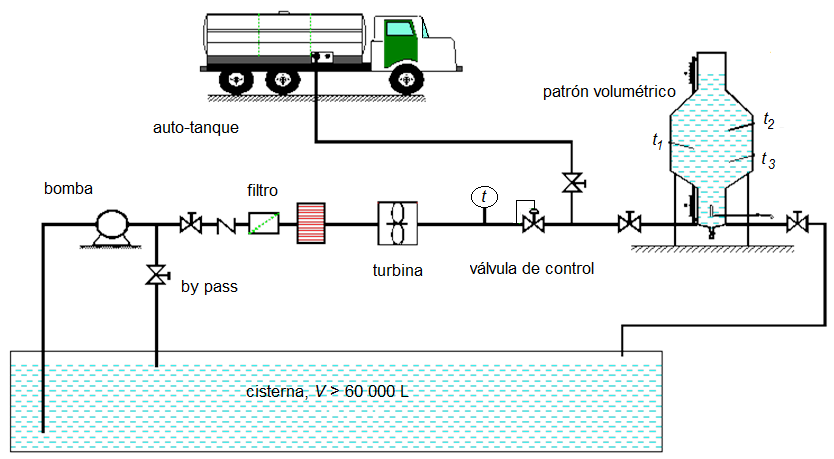 patrón volumétrico
t2
t1
t3
auto-tanque
bomba
filtro
t
turbina
válvula de control
by pass
cisterna, V > 60 000 L